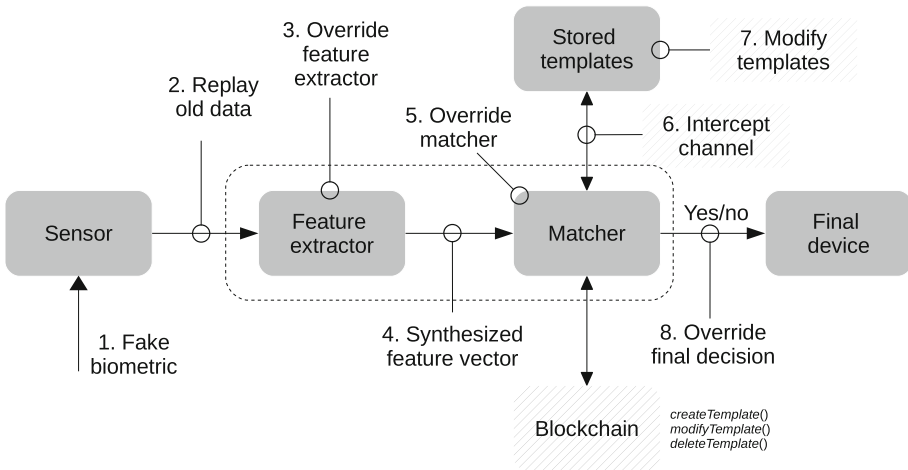 Stored
templates
7. Modify
templates
3. Override
feature
extractor
2. Replay
old data
5. Override
matcher
6. Intercept
channel
Sensor
Feature
extractor
Matcher
Yes/no
Final
device
1. Fake
biometric
4. Synthesized
feature vector
8. Override
final decision
Blockchain
createTemplate()
modifyTemplate()
deleteTemplate()